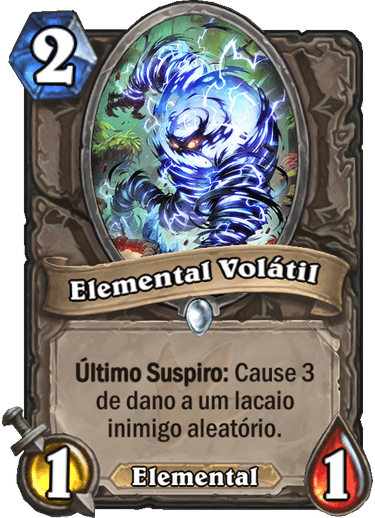 2
Elemental Volátil
Último Suspiro: Cause 3
de dano a um lacaio
inimigo aleatório.
1
Elemental
1